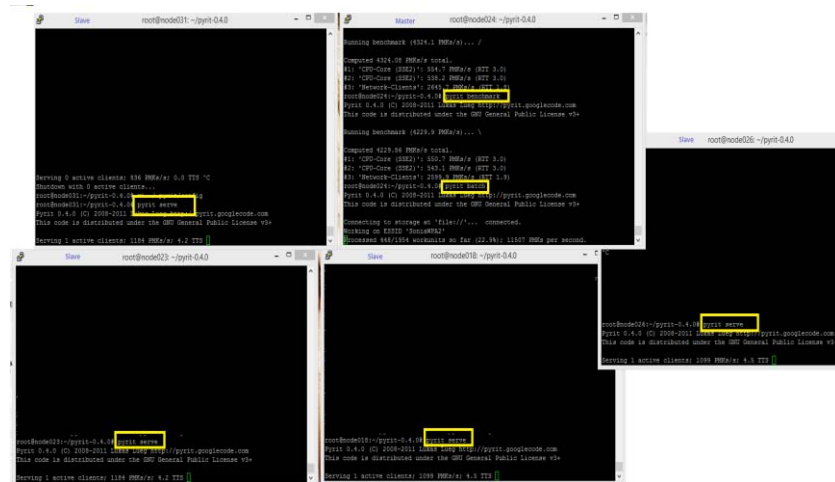 Slave root@node031: ~/pyrit-0.4.0
Serving 0 active clients; 836 PMKs/s; 0.0 TTS °C
Shutdown with 0 active clients...
root@node031:~/pyrit-0.4.0#
root@node031:~/pyrit-0.4.0# pyrit serve
Pyrit 0.4.0 (C) 2008-2011 Lukas Lueg http://pyrit.googlecode.com
This code is distributed under the GNU General Public License v3+
Serving 1 active clients; 1184 PMKs/s; 4.2 TTS
Master root@node024: ~/pyrit-0.4.0
Running benchmark (4324.1 PMKs/s)... /
Computed 4324.08 PMKs/s total.
#1: 'CPU-Core (SSE2)': 554.7 PMKs/s (RTT 3.0)
#2: 'CPU-Core (SSE2)': 538.2 PMKs/s (RTT 3.0)
#3: 'Network-Clients': 2645.7 PMKs/s (RTT 1.8)
root@node024:~/pyrit-0.4.0# pyrit benchmark
Pyrit 0.4.0 (C) 2008-2011 Lukas Lueg http://pyrit.googlecode.com
This code is distributed under the GNU General Public License v3+
Running benchmark (4229.9 PMKs/s)... \
Computed 4229.86 PMKs/s total.
#1: 'CPU-Core (SSE2)': 550.7 PMKs/s (RTT 3.0)
#2: 'CPU-Core (SSE2)': 543.1 PMKs/s (RTT 3.0)
#3: 'Network-Clients': 2599.9 PMKs/s (RTT 1.9)
root@node024:~/pyrit-0.4.0# pyrit batch
Pyrit 0.4.0 (C) 2008-2011 Lukas Lueg http://pyrit.googlecode.com
This code is distributed under the GNU General Public License v3+
Connecting to storage at 'file://'... connected.
Working on ESSID 'SonisWPA2'
Processed 448/1954 workunits so far (22.9%); 11507 PMKs per second.
Slave root@node026: ~/pyrit-0.4.0
°C
root@node026:~/pyrit-0.4.0# pyrit serve
Pyrit 0.4.0 (C) 2008-2011 Lukas Lueg http://pyrit.googlecode.com
This code is distributed under the GNU General Public License v3+
Serving 1 active clients; 1099 PMKs/s; 4.5 TTS
Slave root@node023: ~/pyrit-0.4.0
root@node023:~/pyrit-0.4.0# pyrit serve
Pyrit 0.4.0 (C) 2008-2011 Lukas Lueg http://pyrit.googlecode.com
This code is distributed under the GNU General Public License v3+
Serving 1 active clients; 1184 PMKs/s; 4.2 TTS
Slave root@node018: ~/pyrit-0.4.0
root@node018:~/pyrit-0.4.0# pyrit serve
Pyrit 0.4.0 (C) 2008-2011 Lukas Lueg http://pyrit.googlecode.com
This code is distributed under the GNU General Public License v3+
Serving 1 active clients; 1099 PMKs/s; 4.5 TTS